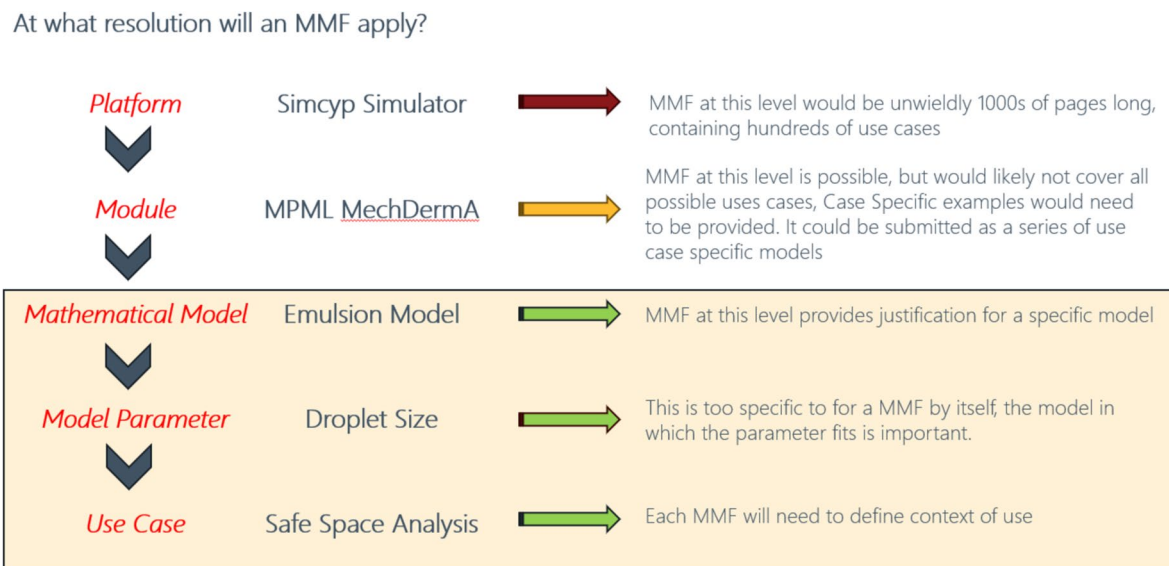 At what resolution will an MMF apply?
Platform
Simcyp Simulator
MMF at this level would be unwieldly 1000s of pages long,
containing hundreds of use cases
Module
MPML MechDermA
MMF at this level is possible, but would likely not cover all
possible uses cases, Case Specific examples would need
to be provided. It could be submitted as a series of use
case specific models
Mathematical Model
Emulsion Model
MMF at this level provides justification for a specific model
Model Parameter
Droplet Size
This is too specific to for a MMF by itself, the model in
which the parameter fits is important.
Use Case
Safe Space Analysis
Each MMF will need to define context of use